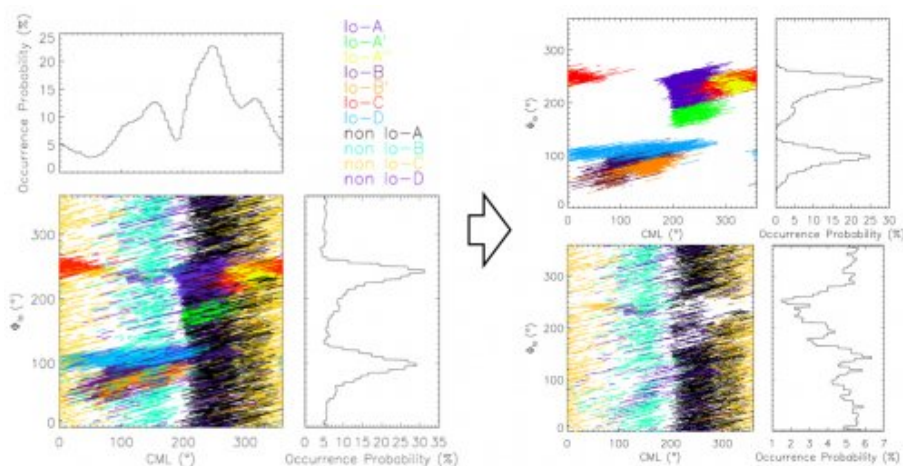 Occurrence Probability (%)
25
20
15
10
5
0
Io-A
Io-A'
Io-A"
Io-B
Io-B'
Io-C
Io-D
non Io-A
non Io-B
non Io-C
non Io-D
300
200
100
0
0 100 200 300
CML (°)
0 5 10 15 20 25 30 35
Occurrence Probability (%)
300
200
100
0
0 100 200 300
CML (°)
0 5 10 15 20 25 30
Occurrence Probability (%)
300
200
100
0
0 100 200 300
CML (°)
1 2 3 4 5 6 7
Occurrence Probability (%)